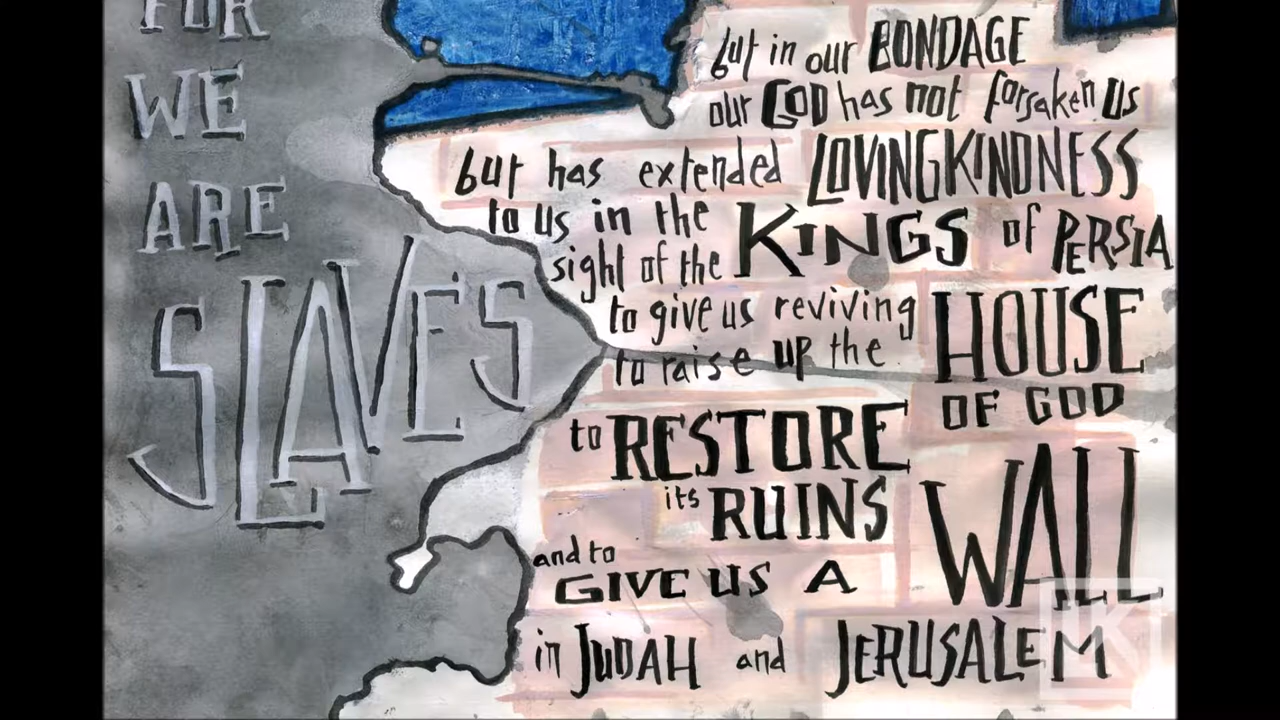 FOR
WE
ARE
SLAVES
but in our BONDAGE
our GOD has not forsaken us
but has extended LOVINGKINDNESS
to us in the KINGS of PERSIA
sight of the
to give us reviving
to raise up the HOUSE
OF GOD
to RESTORE
its RUINS
and to
GIVE US A WALL
in JUDAH and JERUSALEM
K